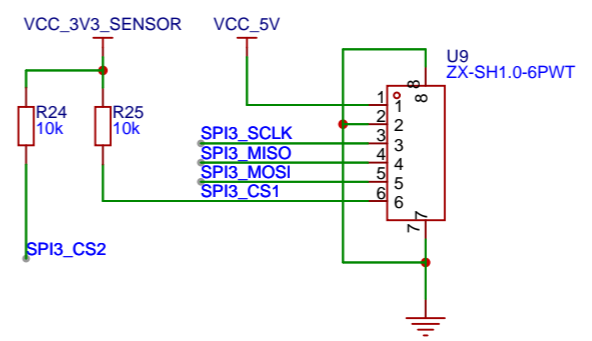 VCC_3V3_SENSOR
VCC_5V
U9
ZX-SH1.0-6PWT
8
8
R24
10k
R25
10k
1
1
2
2
SPI3_SCLK
3
3
SPI3_MISO
4
4
SPI3_MOSI
5
5
SPI3_CS1
6
6
7
7
SPI3_CS2